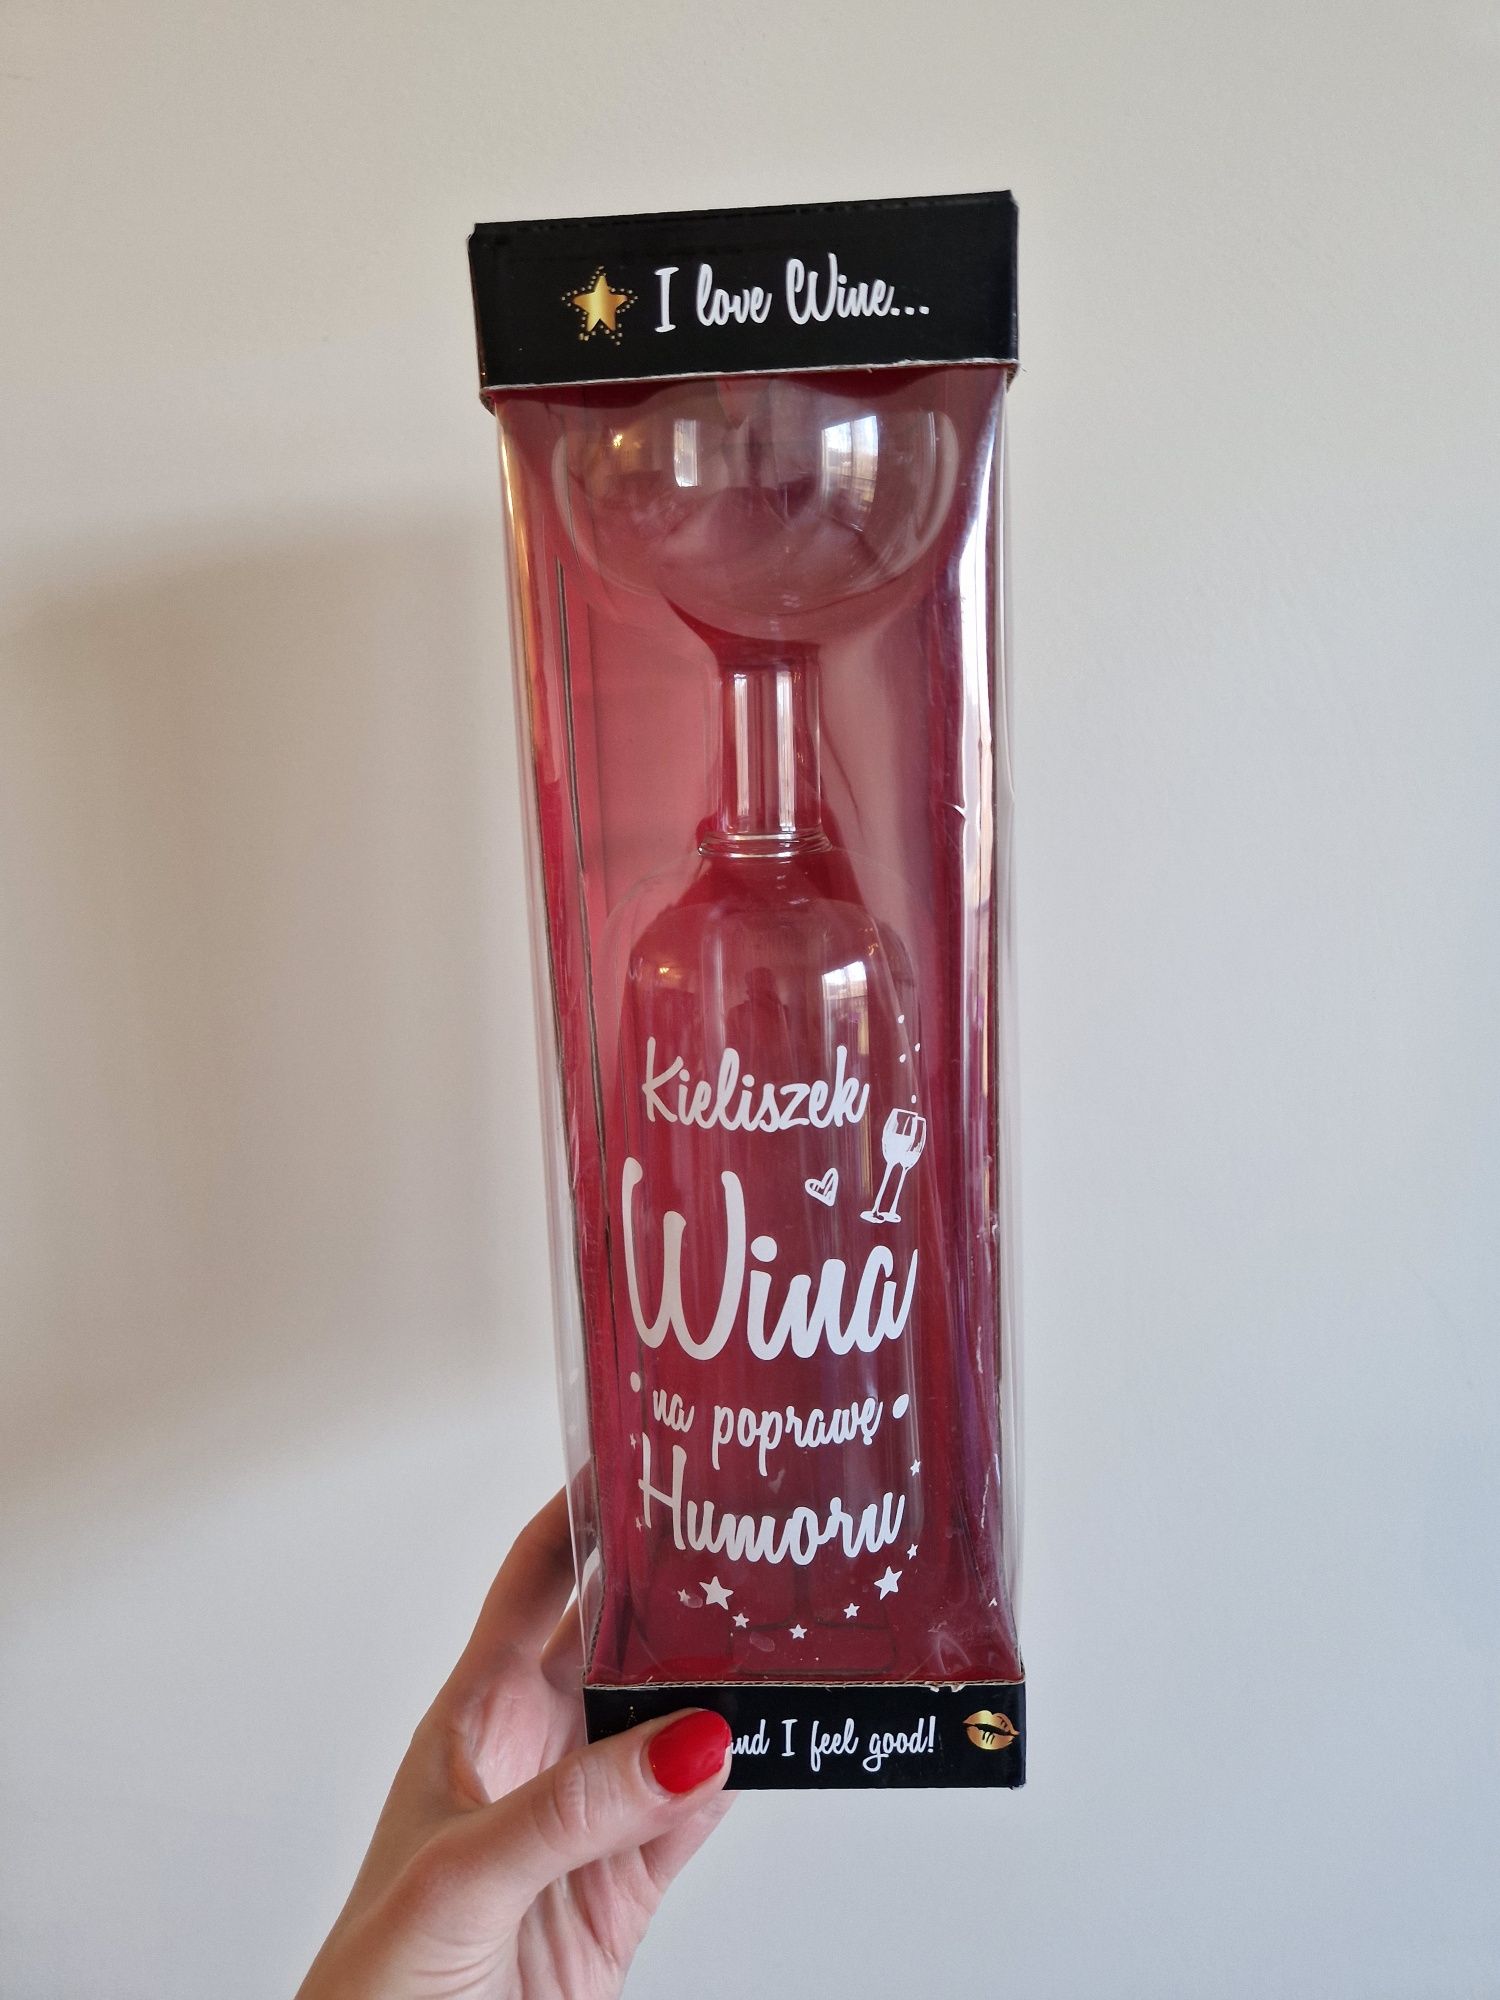 I love Wine...
Kieliszek
Wina
na poprawę
Humoru
and I feel good!